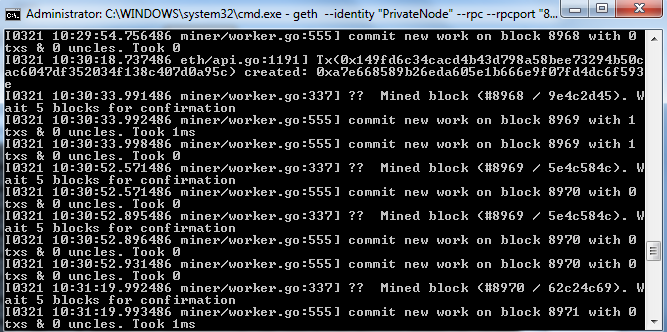 Administrator: C:\WINDOWS\system32\cmd.exe - geth --identity "PrivateNode" --rpc --rpcport "8...
I0321 10:29:54.756486 miner/worker.go:555] commit new work on block 8968 with 0
txs & 0 uncles. Took 0
I0321 10:30:18.737486 eth/api.go:1191] Tx(0x149fd6c34cacd4b43d798a58bee73294b50c
ac6047df352034f138c407d0a95c) created: 0xa7e668589b26eda605e1b666e9f07fd4dc6f593
e
I0321 10:30:33.991486 miner/worker.go:337] ?? Mined block (#8968 / 9e4c2d45). W
ait 5 blocks for confirmation
I0321 10:30:33.992486 miner/worker.go:555] commit new work on block 8969 with 1
txs & 0 uncles. Took 1ms
I0321 10:30:33.998486 miner/worker.go:555] commit new work on block 8969 with 1
txs & 0 uncles. Took 0
I0321 10:30:52.571486 miner/worker.go:337] ?? Mined block (#8969 / 5e4c584c). W
ait 5 blocks for confirmation
I0321 10:30:52.571486 miner/worker.go:555] commit new work on block 8970 with 0
txs & 0 uncles. Took 0
I0321 10:30:52.895486 miner/worker.go:337] ?? Mined block (#8969 / 5e4c584c). W
ait 5 blocks for confirmation
I0321 10:30:52.896486 miner/worker.go:555] commit new work on block 8970 with 0
txs & 0 uncles. Took 0
I0321 10:30:52.931486 miner/worker.go:555] commit new work on block 8970 with 0
txs & 0 uncles. Took 0
I0321 10:31:19.992486 miner/worker.go:337] ?? Mined block (#8970 / 62c24c69). W
ait 5 blocks for confirmation
I0321 10:31:19.993486 miner/worker.go:555] commit new work on block 8971 with 0
txs & 0 uncles. Took 1ms